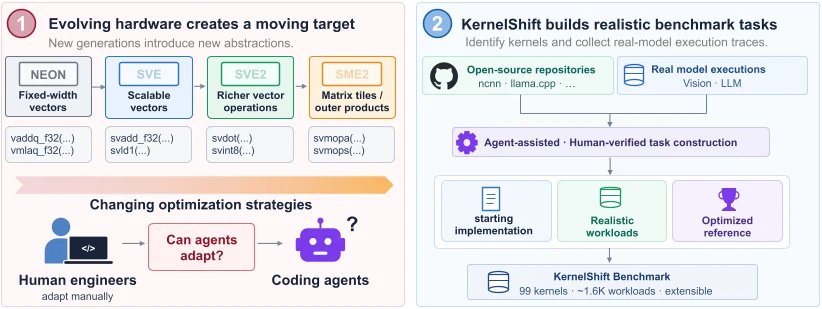 1
Evolving hardware creates a moving target
New generations introduce new abstractions.
NEON
Fixed-width
vectors
SVE
Scalable
vectors
SVE2
Richer vector
operations
SME2
Matrix tiles /
outer products
vaddq_f32(...)
vmlaq_f32(...)
svadd_f32(...)
svld1(...)
svdot(...)
svint8(...)
svmopa(...)
svmops(...)
Changing optimization strategies
</>
Human engineers
adapt manually
Can agents
adapt?
?
Coding agents
2
KernelShift builds realistic benchmark tasks
Identify kernels and collect real-model execution traces.
Open-source repositories
ncnn · llama.cpp · ...
Real model executions
Vision · LLM
Agent-assisted · Human-verified task construction
starting
implementation
Realistic
workloads
Optimized
reference
KernelShift Benchmark
99 kernels · ~1.6K workloads · extensible